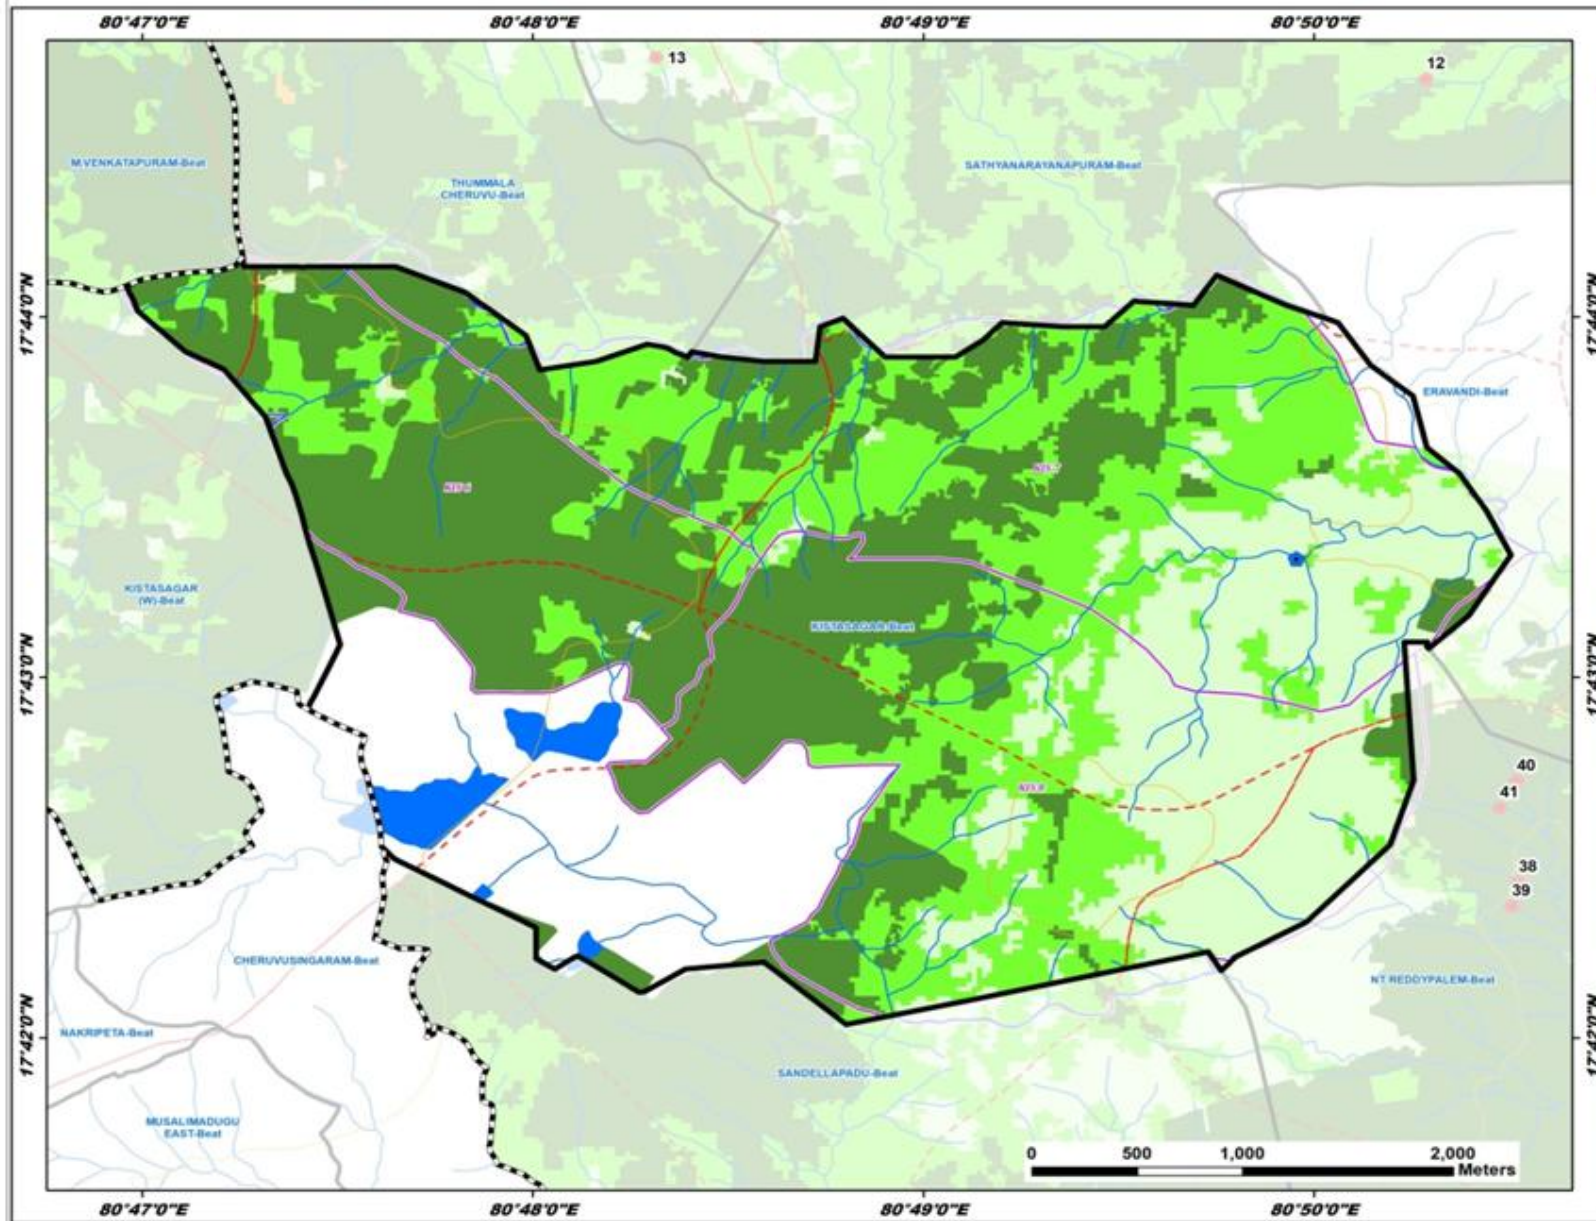 80°47'0"E 80°48'0"E 80°49'0"E 80°50'0"E
13
12
M.VENKATAPURAM-Beat
SATHYANARAYANAPURAM-Beat
THUMMALA
CHERUVU-Beat
17°44'0"N
17°44'0"N
ERAVANDI-Beat
KISTASAGAR
(W)-Beat
KISTASAGAR-Beat
17°43'0"N
17°43'0"N
40
41
38
39
CHERUVUSINGARAM-Beat
NT REDDYPALEM-Beat
NAKRIPETA-Beat
17°42'0"N
17°42'0"N
SANDELLAPADU-Beat
MUSALIMADUGU
EAST-Beat
0 500 1,000 2,000
Meters
80°47'0"E 80°48'0"E 80°49'0"E 80°50'0"E